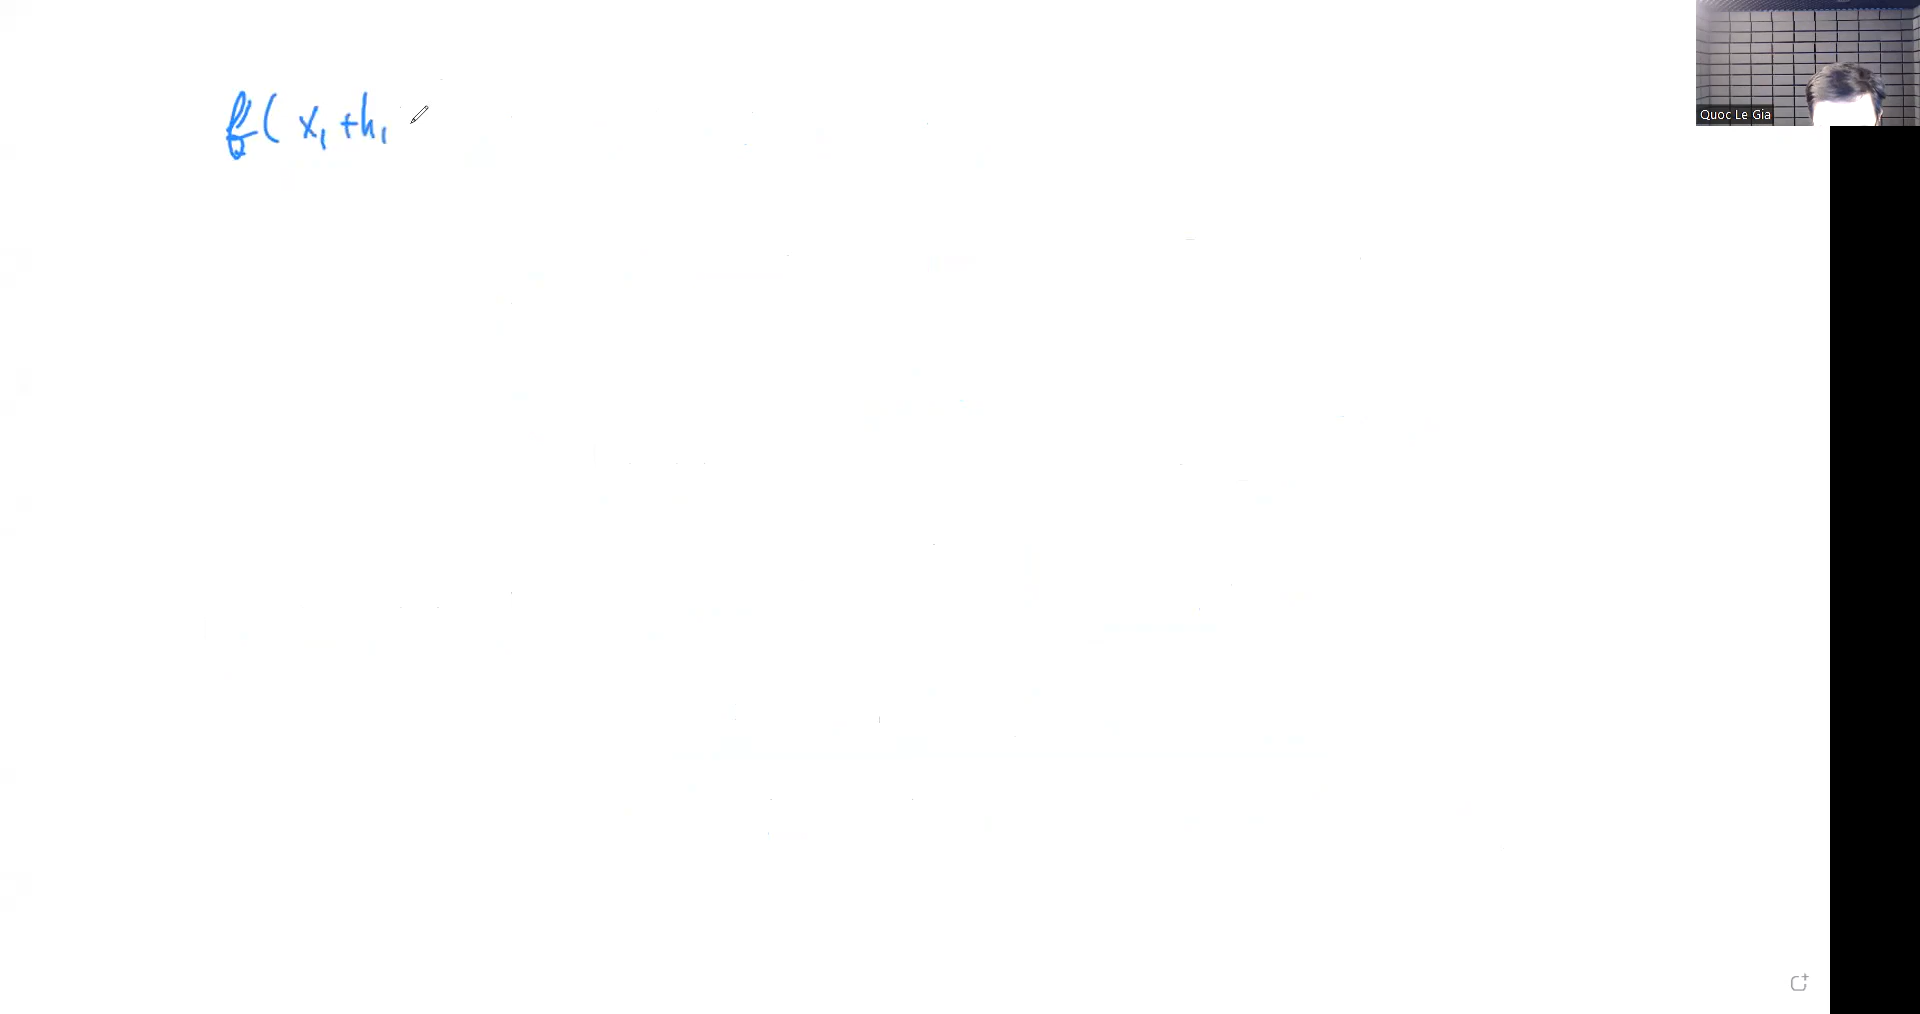 f( x₁ +h₁
Quoc Le Gia